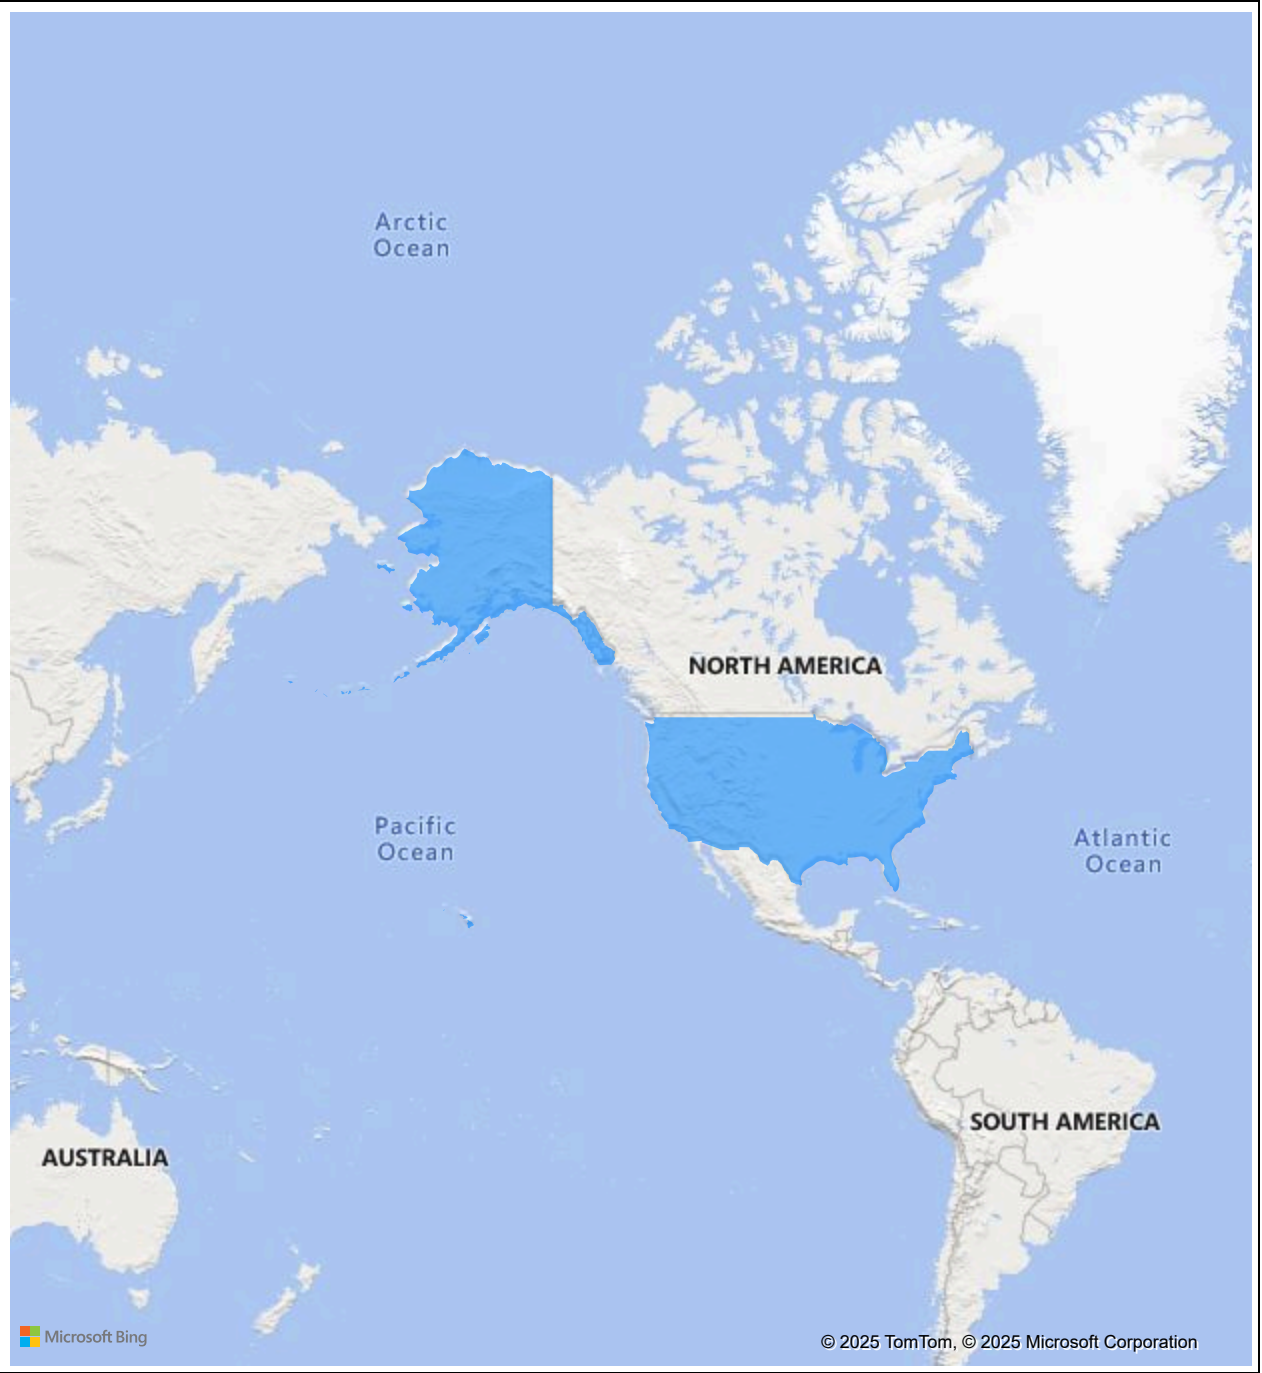 Arctic
Ocean
NORTH AMERICA
Pacific
Ocean
Atlantic
Ocean
SOUTH AMERICA
AUSTRALIA
Microsoft Bing
© 2025 TomTom, © 2025 Microsoft Corporation